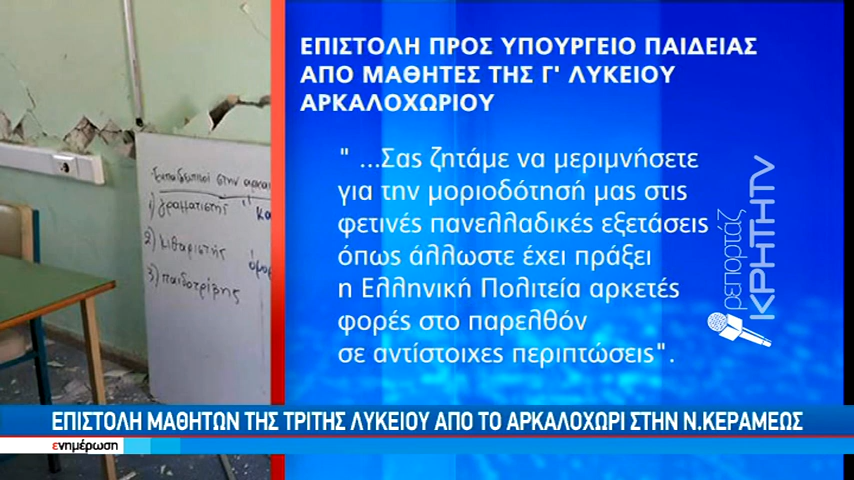 ΕΠΙΣΤΟΛΗ ΠΡΟΣ ΥΠΟΥΡΓΕΙΟ ΠΑΙΔΕΙΑΣ
ΑΠΟ ΜΑΘΗΤΕΣ ΤΗΣ Γ' ΛΥΚΕΙΟΥ
ΑΡΚΑΛΟΧΩΡΙΟΥ
" ...Σας ζητάμε να μεριμνήσετε
για την μοριοδότησή μας στις
φετινές πανελλαδικές εξετάσεις
όπως άλλωστε έχει πράξει
η Ελληνική Πολιτεία αρκετές
φορές στο παρελθόν
σε αντίστοιχες περιπτώσεις".
ρεπορτάζ
ΚΡΗΤΗTV
στην
1) γραμματιστής
2) κιθαριστής
3) παιδοτρίβης
ΕΠΙΣΤΟΛΗ ΜΑΘΗΤΩΝ ΤΗΣ ΤΡΙΤΗΣ ΛΥΚΕΙΟΥ ΑΠΟ ΤΟ ΑΡΚΑΛΟΧΩΡΙ ΣΤΗΝ Ν.ΚΕΡΑΜΕΩΣ
ενημέρωση